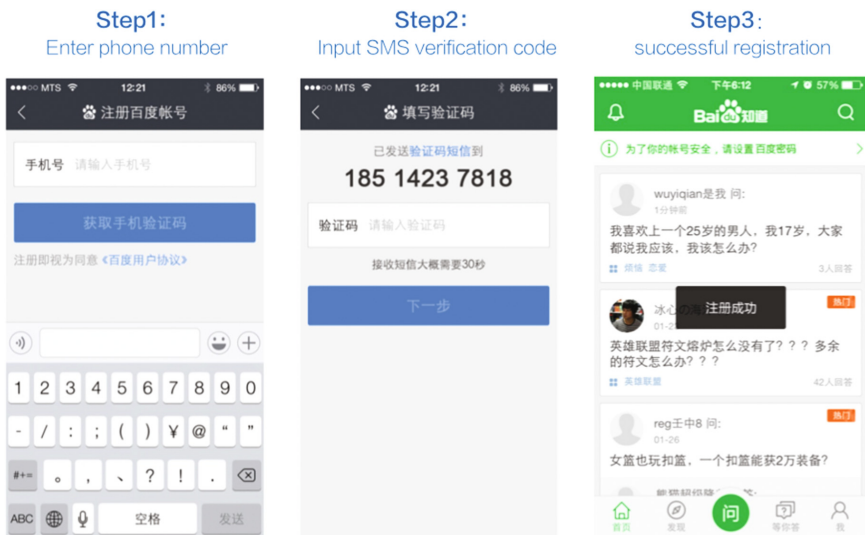 Step1:
Enter phone number
MTS 12:21 86%
注册百度帐号
手机号 请输入手机号
获取手机验证码
注册即视为同意《百度用户协议》
1 2 3 4 5 6 7 8 9 0
- / : ; ( ) ¥ @ “ ”
#+= 。 , 、 ? ! .
ABC 空格 发送
Step2:
Input SMS verification code
MTS 12:21 86%
填写验证码
已发送验证码短信到
185 1423 7818
验证码 请输入验证码
接收短信大概需要30秒
下一步
Step3:
successful registration
中国联通 下午6:12 57%
Bai知道
为了你的帐号安全，请设置百度密码
wuyiqian是我 问:
1分钟前
我喜欢上一个25岁的男人，我17岁，大家
都说我应该，我该怎么办?
烦恼 恋爱 3人回答
热门
冰心
01-2
注册成功
英雄联盟符文熔炉怎么没有了? ? ? 多余
的符文怎么办? ? ?
英雄联盟 42人回答
热门
reg壬中8 问:
01-26
女篮也玩扣篮，一个扣篮能获2万装备?
首页 发现 问 等你答 我